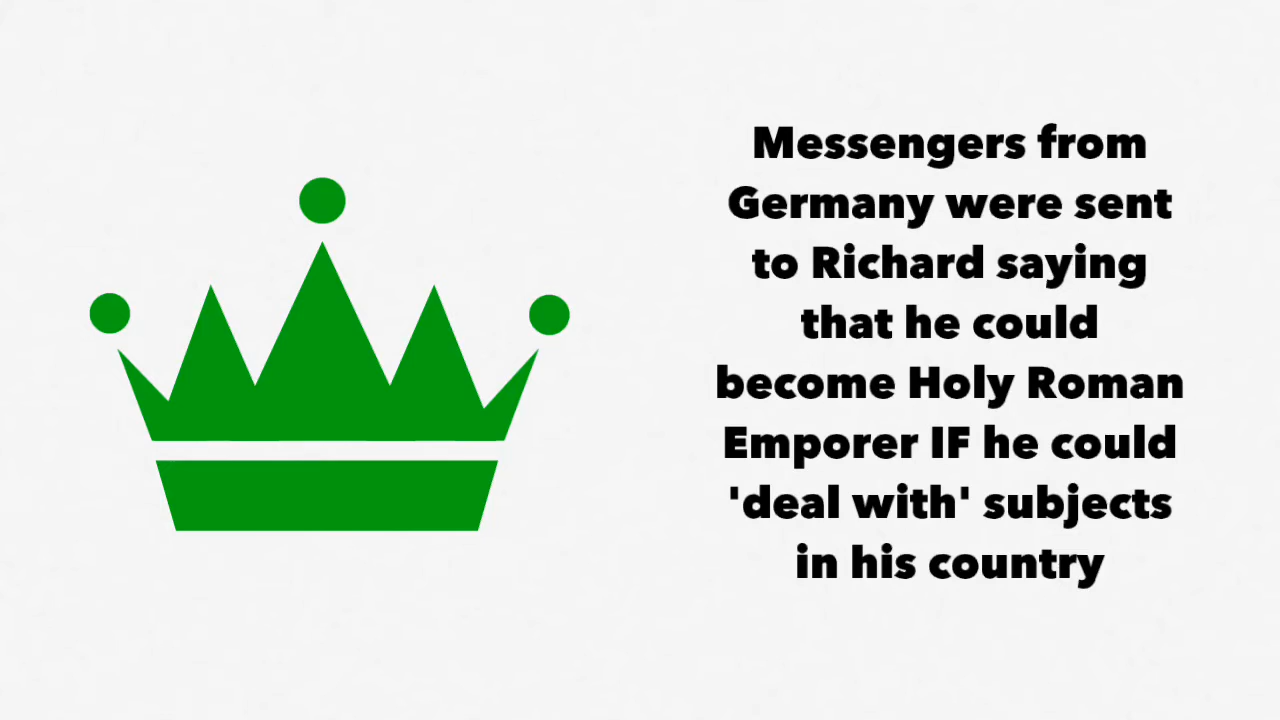 Messengers from
Germany were sent
to Richard saying
that he could
become Holy Roman
Emporer IF he could
'deal with' subjects
in his country